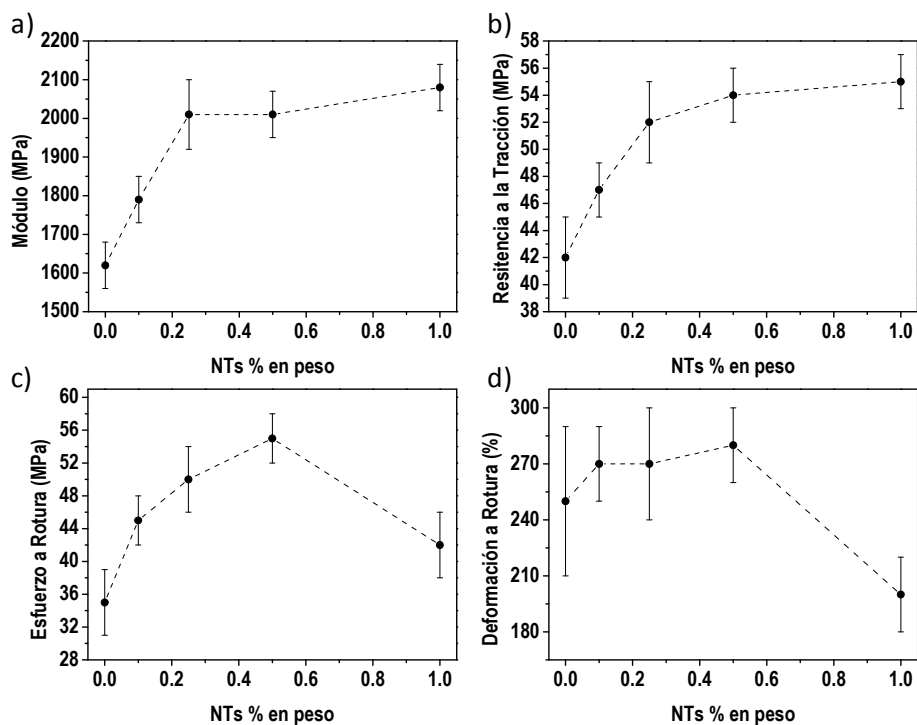 a)
2200
2100
2000
1900
1800
1700
1600
1500
Módulo (MPa)
0.0 0.2 0.4 0.6 0.8 1.0
NTs % en peso
b)
58
56
54
52
50
48
46
44
42
40
38
Resitencia a la Tracción (MPa)
0.0 0.2 0.4 0.6 0.8 1.0
NTs % en peso
c)
60
56
52
48
44
40
36
32
28
Esfuerzo a Rotura (MPa)
0.0 0.2 0.4 0.6 0.8 1.0
NTs % en peso
d)
300
270
240
210
180
Deformación a Rotura (%)
0.0 0.2 0.4 0.6 0.8 1.0
NTs % en peso